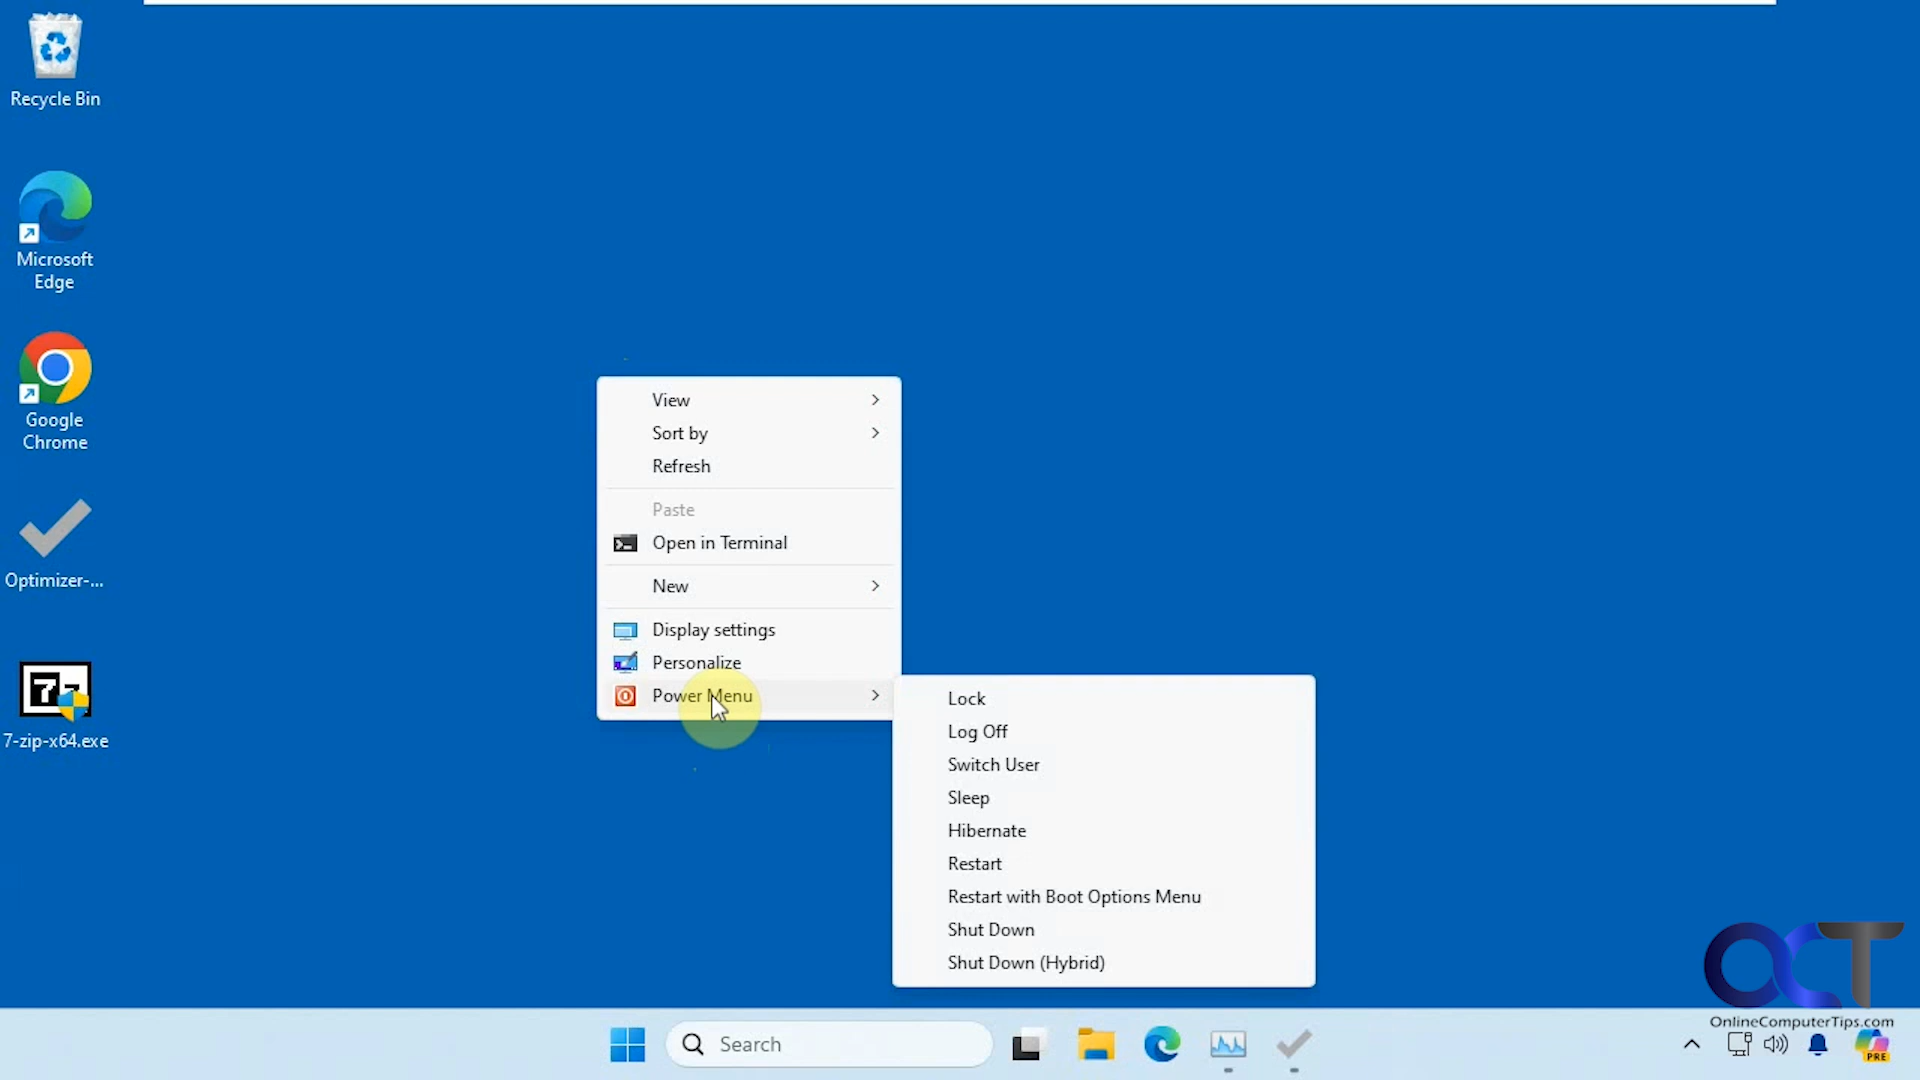 Recycle Bin
Microsoft
Edge
Google
Chrome
Optimizer-...
7-zip-x64.exe
View
Sort by
Refresh
Paste
Open in Terminal
New
Display settings
Personalize
Power Menu
Lock
Log Off
Switch User
Sleep
Hibernate
Restart
Restart with Boot Options Menu
Shut Down
Shut Down (Hybrid)
Search
OCT
OnlineComputerTips.com
PRE